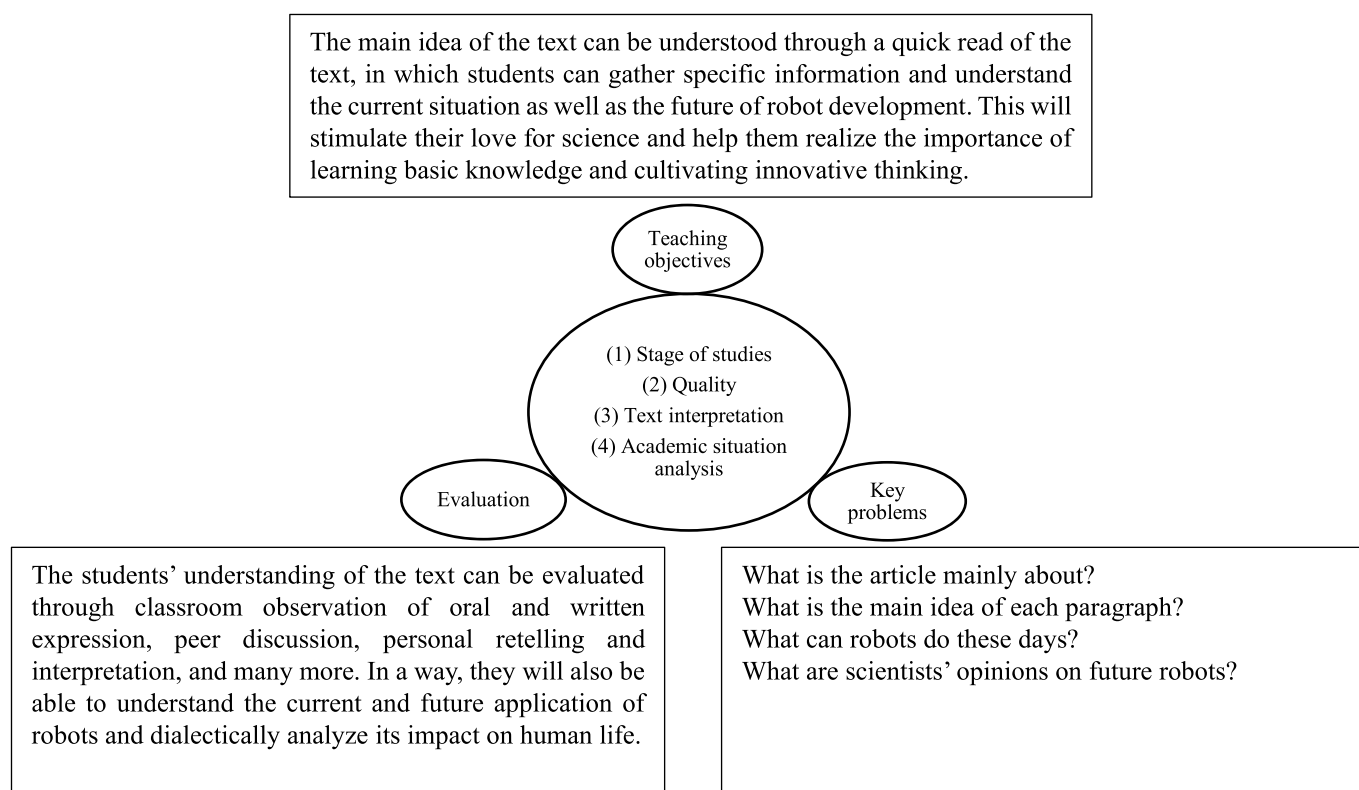 The main idea of the text can be understood through a quick read of the
text, in which students can gather specific information and understand
the current situation as well as the future of robot development. This will
stimulate their love for science and help them realize the importance of
learning basic knowledge and cultivating innovative thinking.
Teaching
objectives
(1) Stage of studies
(2) Quality
(3) Text interpretation
(4) Academic situation
analysis
Evaluation
Key
problems
The students’ understanding of the text can be evaluated
through classroom observation of oral and written
expression, peer discussion, personal retelling and
interpretation, and many more. In a way, they will also be
able to understand the current and future application of
robots and dialectically analyze its impact on human life.
What is the article mainly about?
What is the main idea of each paragraph?
What can robots do these days?
What are scientists’ opinions on future robots?